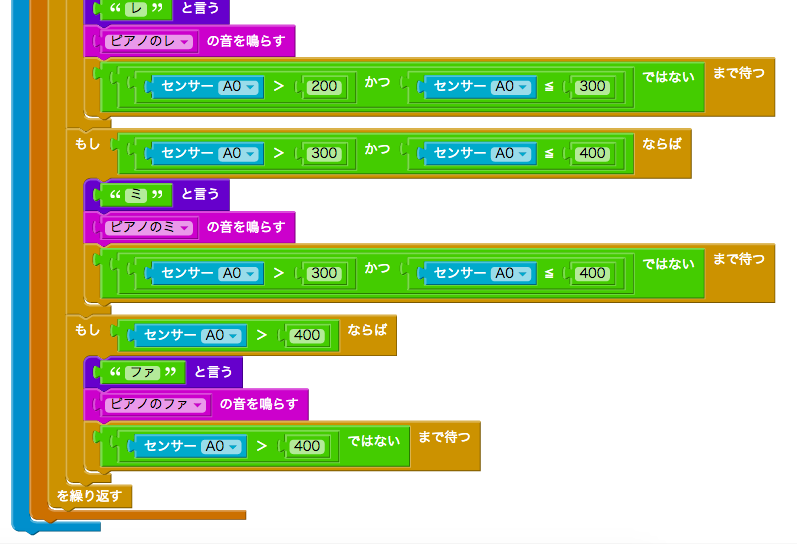 “ レ ” と言う
ピアノのレ の音を鳴らす
センサー A0 > 200 かつ センサー A0 ≦ 300 ではない まで待つ
もし センサー A0 > 300 かつ センサー A0 ≦ 400 ならば
“ ミ ” と言う
ピアノのミ の音を鳴らす
センサー A0 > 300 かつ センサー A0 ≦ 400 ではない まで待つ
もし センサー A0 > 400 ならば
“ ファ ” と言う
ピアノのファ の音を鳴らす
センサー A0 > 400 ではない まで待つ
を繰り返す